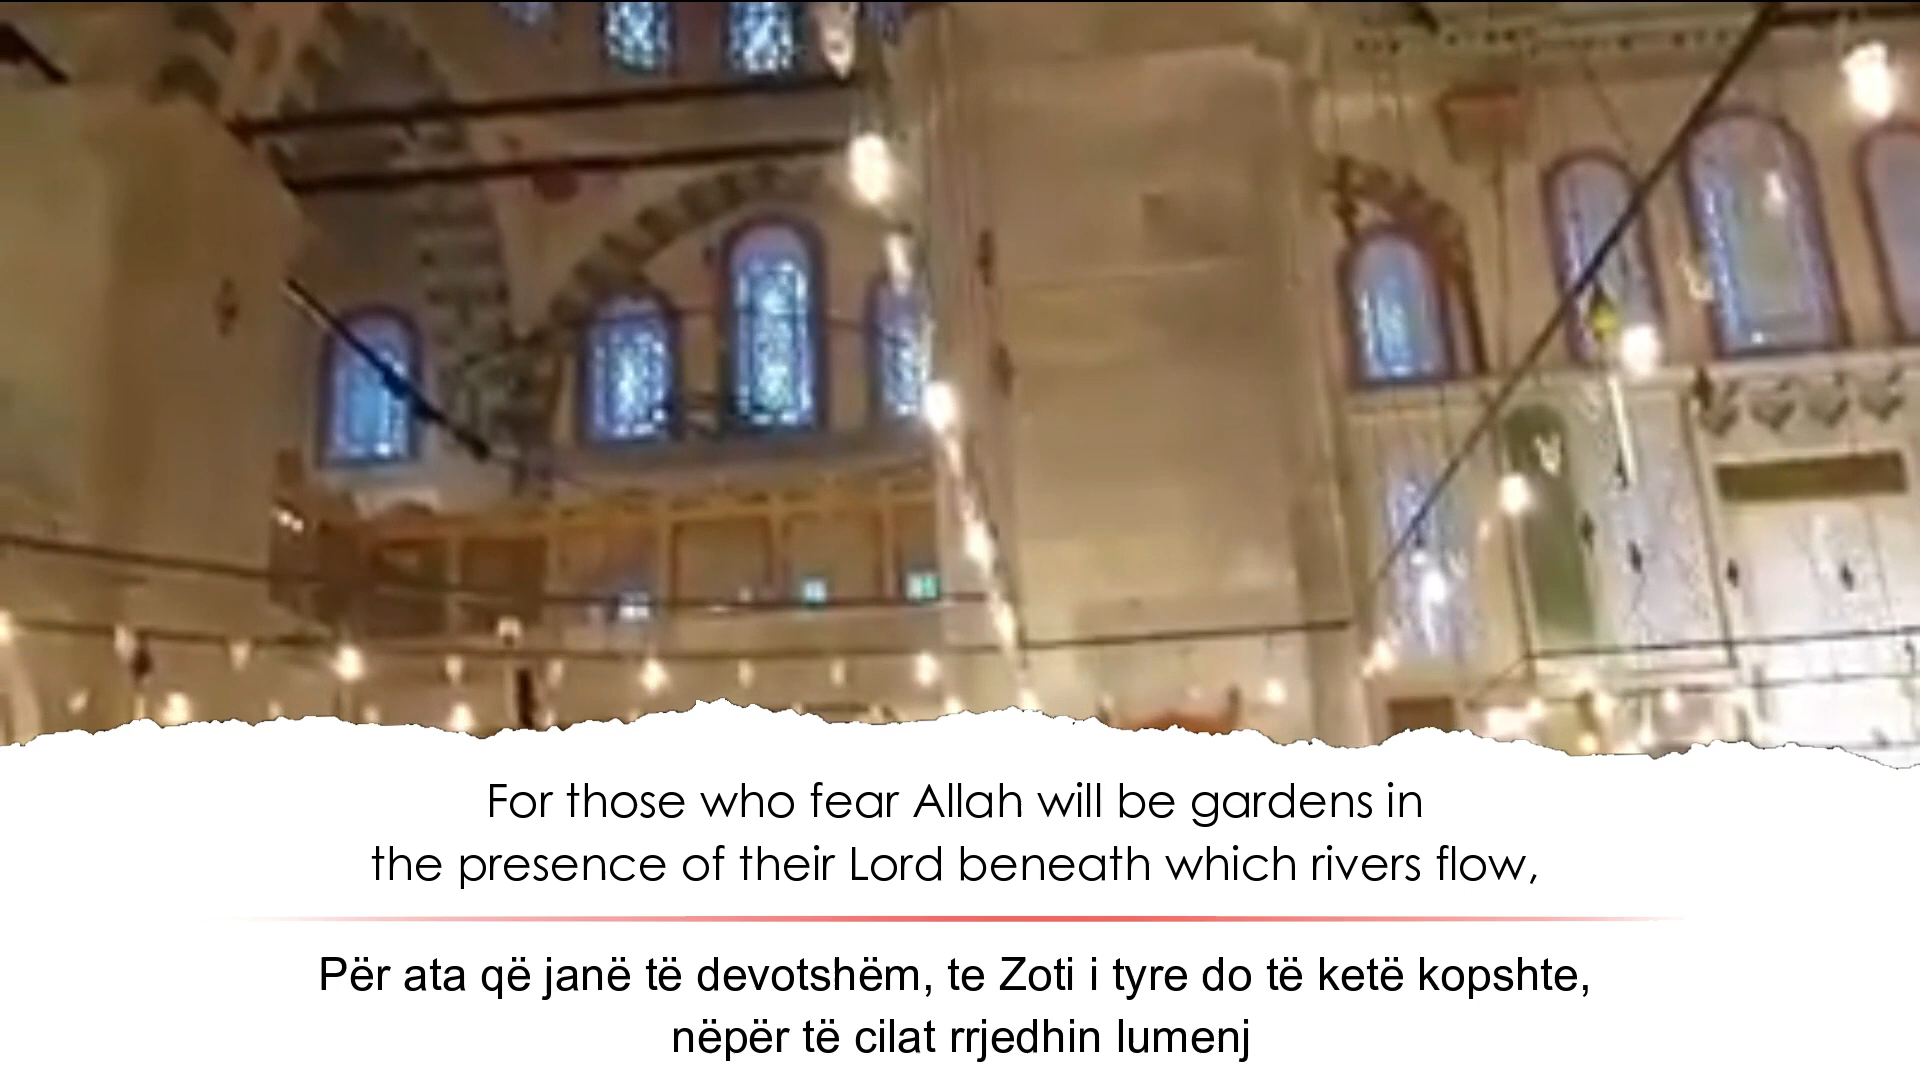 For those who fear Allah will be gardens in
the presence of their Lord beneath which rivers flow,
Për ata që janë të devotshëm, te Zoti i tyre do të ketë kopshte,
nëpër të cilat rrjedhin lumenj